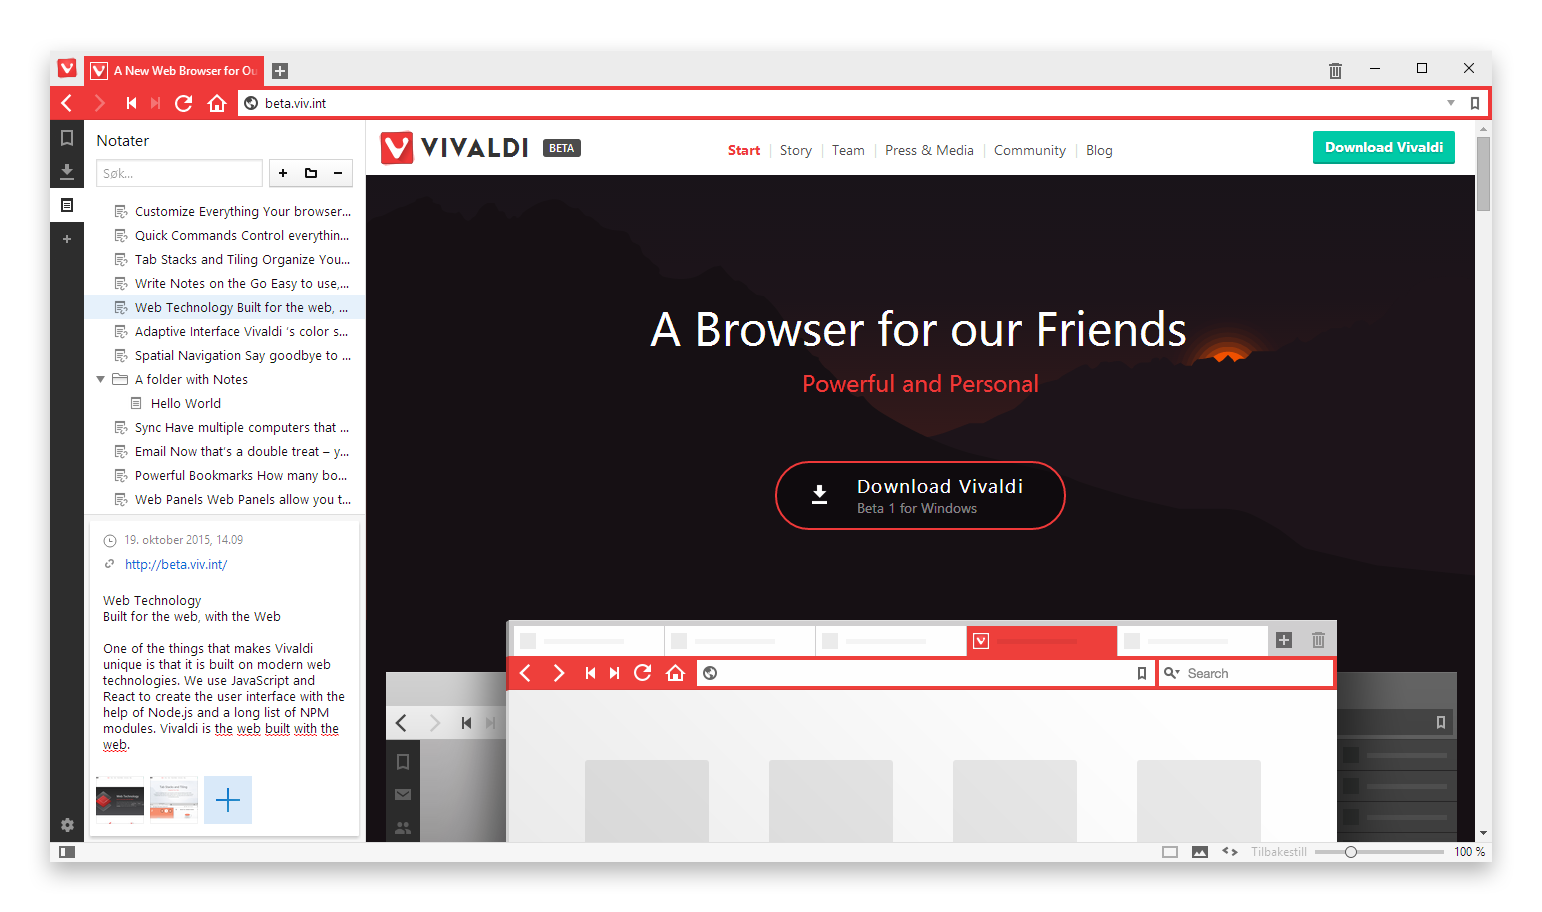 A New Web Browser for Ou
beta.viv.int
Notater
Søk...
Customize Everything Your browser...
Quick Commands Control everythin...
Tab Stacks and Tiling Organize You...
Write Notes on the Go Easy to use,...
Web Technology Built for the web, ...
Adaptive Interface Vivaldi 's color s...
Spatial Navigation Say goodbye to ...
A folder with Notes
Hello World
Sync Have multiple computers that ...
Email Now that's a double treat – y...
Powerful Bookmarks How many bo...
Web Panels Web Panels allow you t...
19. oktober 2015, 14.09
http://beta.viv.int/
Web Technology
Built for the web, with the Web
One of the things that makes Vivaldi
unique is that it is built on modern web
technologies. We use JavaScript and
React to create the user interface with the
help of Node.js and a long list of NPM
modules. Vivaldi is the web built with the
web.
VIVALDI BETA
Start | Story | Team | Press & Media | Community | Blog
Download Vivaldi
A Browser for our Friends
Powerful and Personal
Download Vivaldi
Beta 1 for Windows
Search
Tilbakestill 100 %